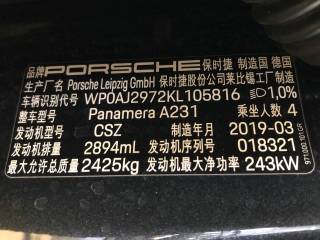 品牌 PORSCHE 保时捷 制造国 德国
生产厂名 Porsche Leipzig GmbH 保时捷股份公司莱比锡工厂制造
车辆识别代号 WP0AJ2972KL105816 1,0%
整车型号 Panamera A231 乘坐人数 4
发动机型号 CSZ 制造年月 2019-03
发动机排量 2894mL 发动机序列号 018321
最大允许总质量 2425kg 发动机最大净功率 243kW